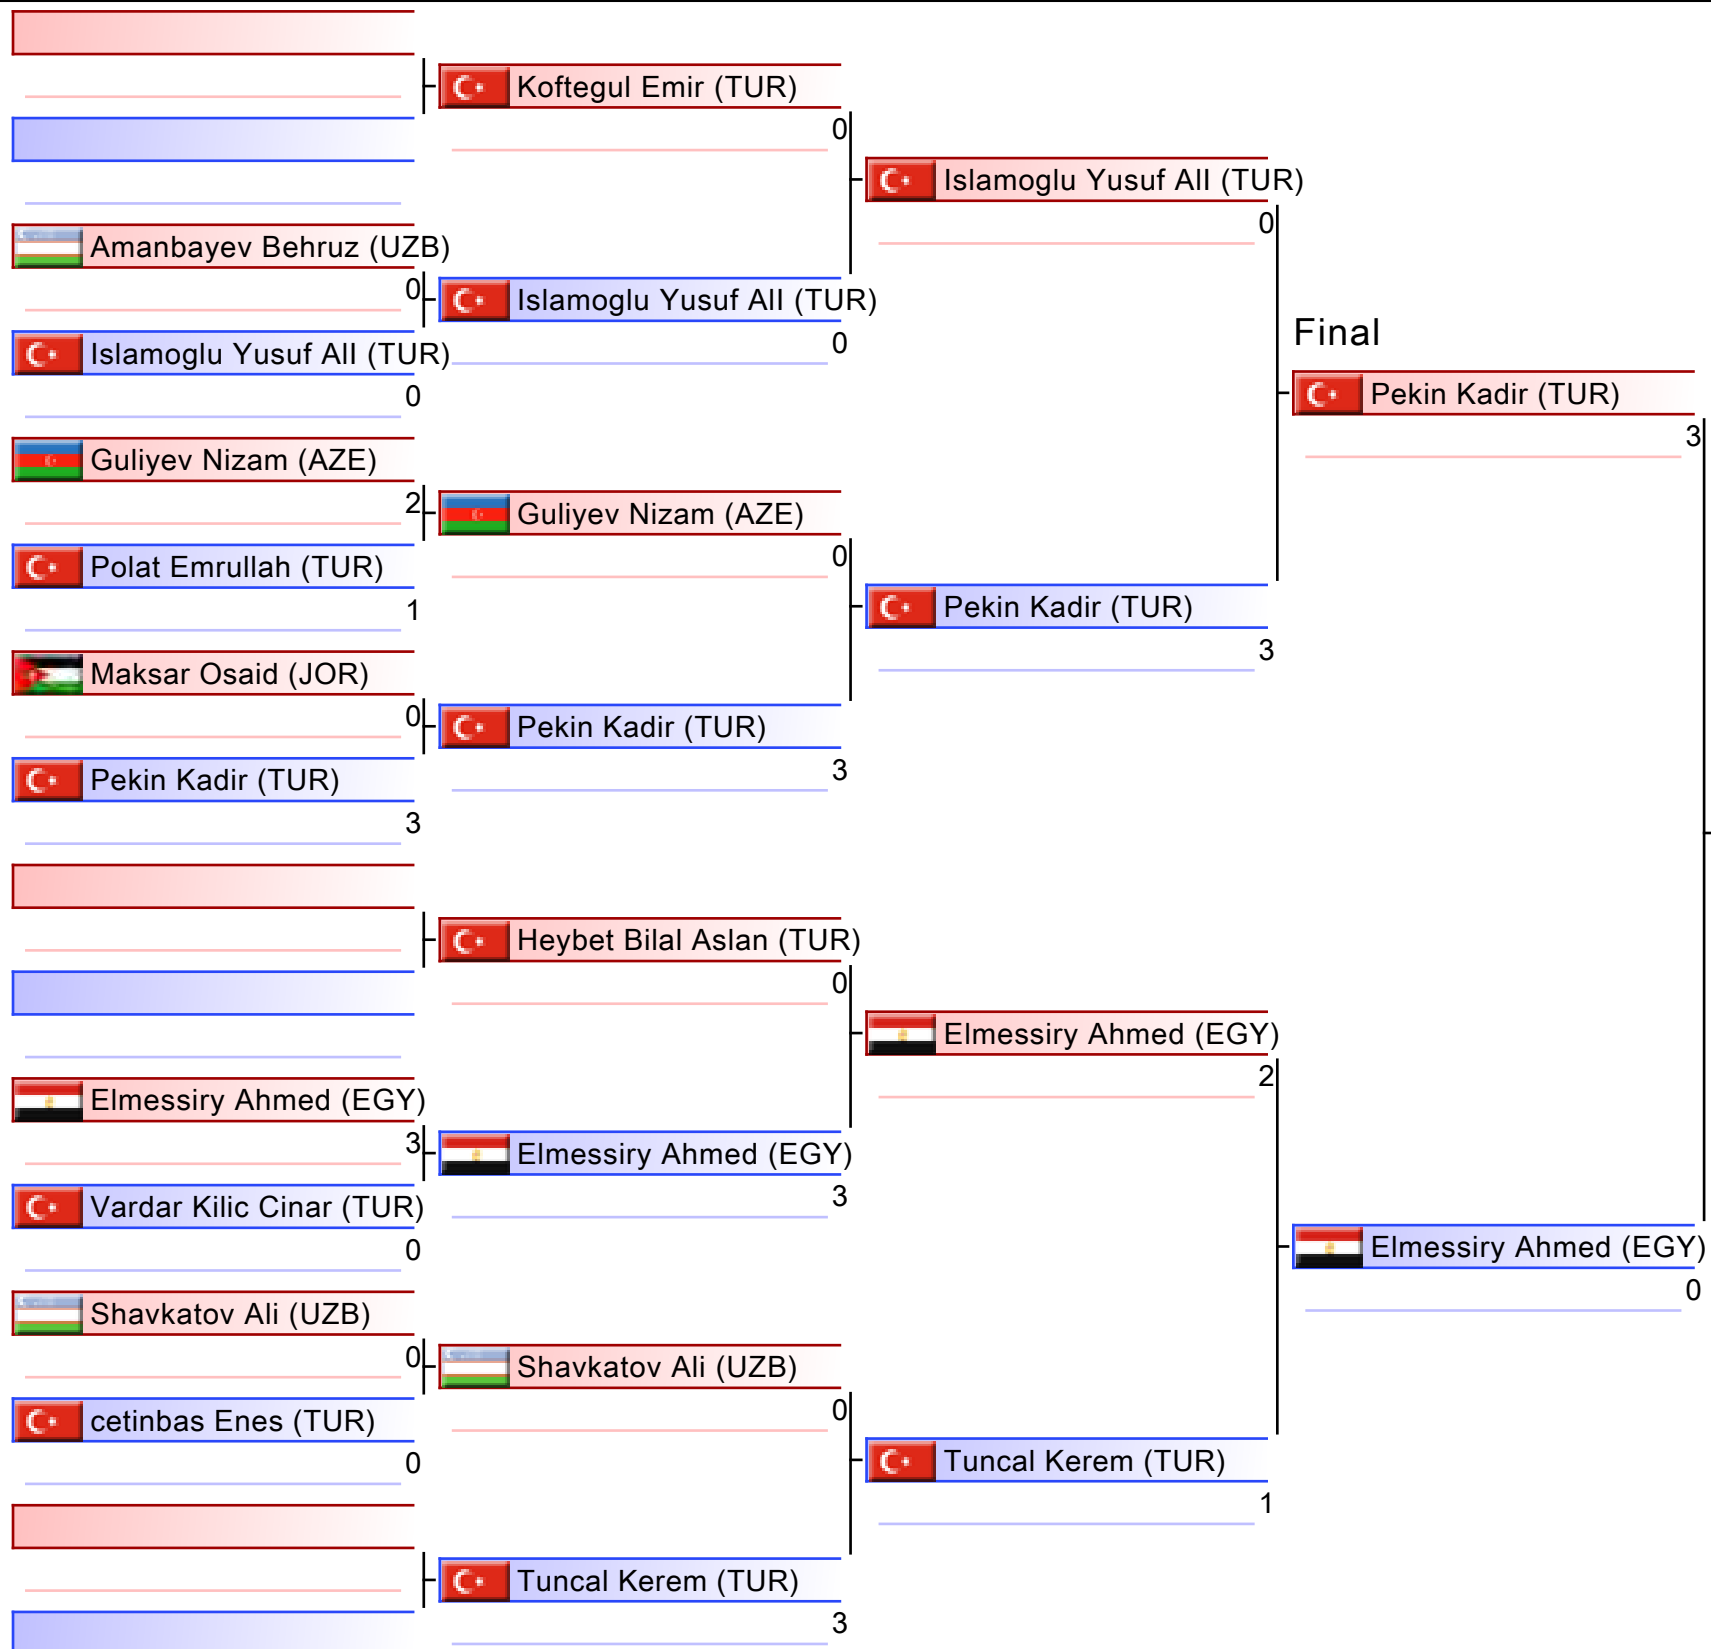 Koftegul Emir (TUR)
0
Islamoglu Yusuf AlI (TUR)
0
Amanbayev Behruz (UZB)
0
Islamoglu Yusuf AlI (TUR)
0
Islamoglu Yusuf AlI (TUR)
0
Final
Pekin Kadir (TUR)
3
Guliyev Nizam (AZE)
2
Guliyev Nizam (AZE)
0
Polat Emrullah (TUR)
1
Pekin Kadir (TUR)
3
Maksar Osaid (JOR)
0
Pekin Kadir (TUR)
3
Pekin Kadir (TUR)
3
Heybet Bilal Aslan (TUR)
0
Elmessiry Ahmed (EGY)
2
Elmessiry Ahmed (EGY)
3
Elmessiry Ahmed (EGY)
3
Vardar Kilic Cinar (TUR)
0
Elmessiry Ahmed (EGY)
0
Shavkatov Ali (UZB)
0
Shavkatov Ali (UZB)
0
cetinbas Enes (TUR)
0
Tuncal Kerem (TUR)
1
Tuncal Kerem (TUR)
3